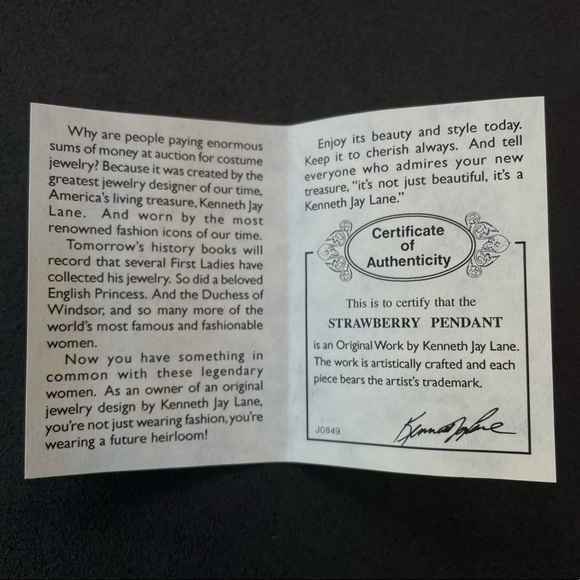 Why are people paying enormous
sums of money at auction for costume
jewelry? Because it was created by the
greatest jewelry designer of our time,
America's living treasure, Kenneth Jay
Lane. And worn by the most
renowned fashion icons of our time.
Tomorrow's history books will
record that several First Ladies have
collected his jewelry. So did a beloved
English Princess. And the Duchess of
Windsor, and so many more of the
world's most famous and fashionable
women.
Now you have something in
common with these legendary
women. As an owner of an original
jewelry design by Kenneth Jay Lane,
you're not just wearing fashion, you're
wearing a future heirloom!
Enjoy its beauty and style today.
Keep it to cherish always. And tell
everyone who admires your new
treasure, "it's not just beautiful, it's a
Kenneth Jay Lane."
Certificate
of
Authenticity
This is to certify that the
STRAWBERRY PENDANT
is an Original Work by Kenneth Jay Lane.
The work is artistically crafted and each
piece bears the artist's trademark.
J0849
Kenneth Jay Lane